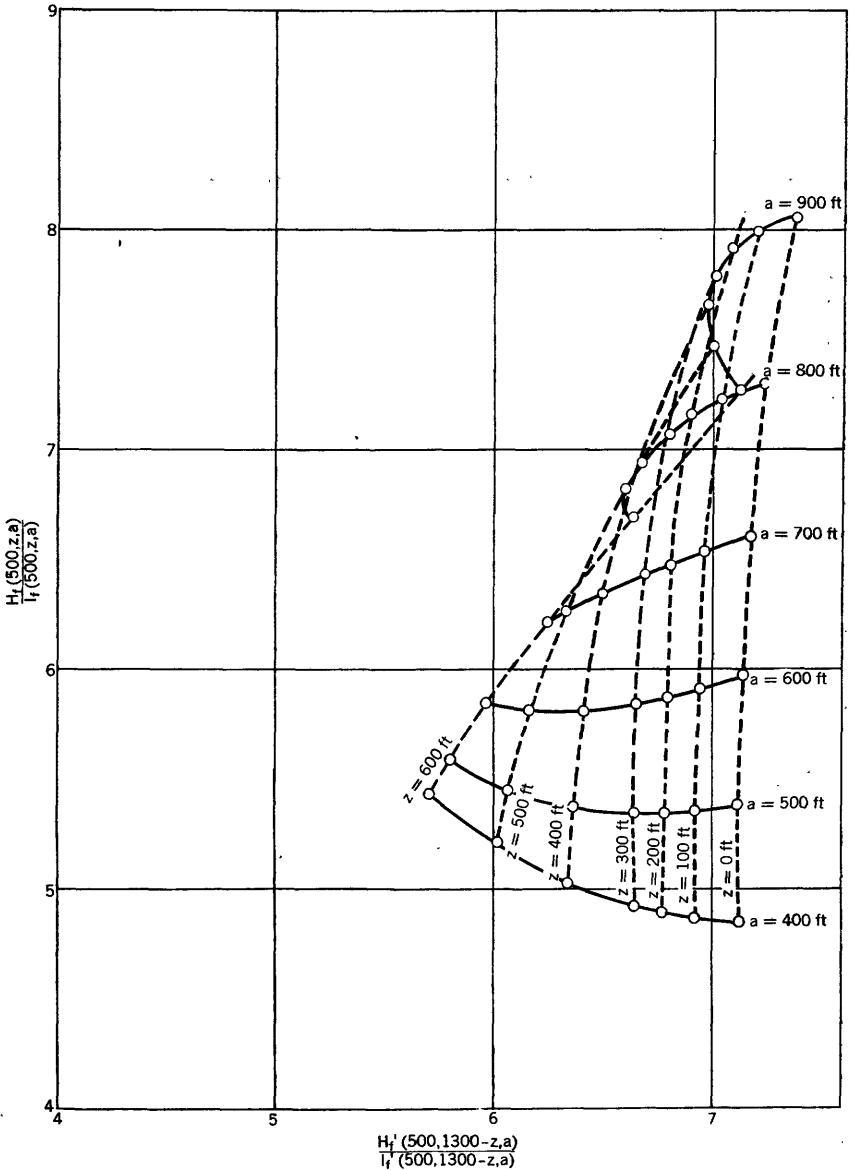 9
8
7
6
5
4
4
5
6
7
a = 900 ft
a = 800 ft
a = 700 ft
a = 600 ft
a = 500 ft
a = 400 ft
z = 600 ft
z = 500 ft
z = 400 ft
z = 300 ft
z = 200 ft
z = 100 ft
z = 0 ft
H_f (500,z,a)
I_f (500,z,a)
H_f' (500,1300-z,a)
I_f' (500,1300-z,a)